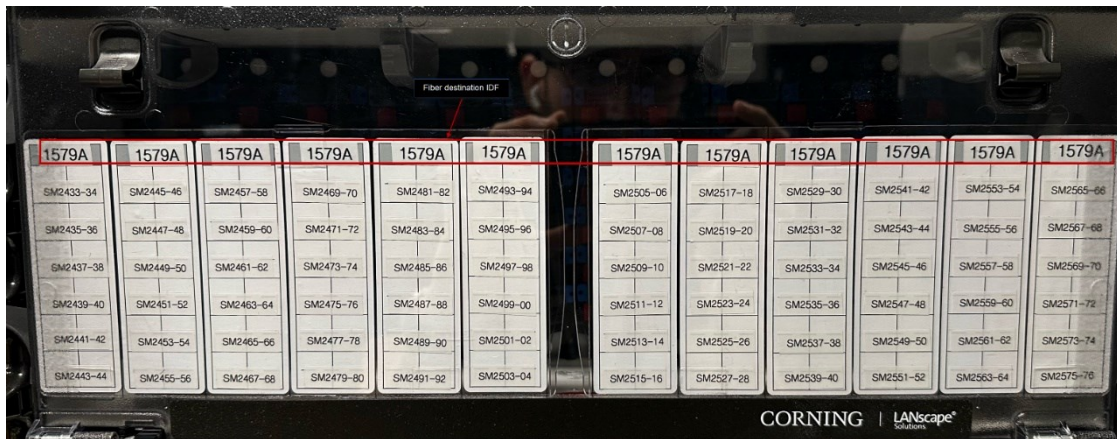 Fiber destination IDF
1579A 1579A 1579A 1579A 1579A 1579A 1579A 1579A 1579A 1579A 1579A 1579A
SM2433-34 SM2445-46 SM2457-58 SM2469-70 SM2481-82 SM2493-94 SM2505-06 SM2517-18 SM2529-30 SM2541-42 SM2553-54 SM2565-66
SM2435-36 SM2447-48 SM2459-60 SM2471-72 SM2483-84 SM2495-96 SM2507-08 SM2519-20 SM2531-32 SM2543-44 SM2555-56 SM2567-68
SM2437-38 SM2449-50 SM2461-62 SM2473-74 SM2485-86 SM2497-98 SM2509-10 SM2521-22 SM2533-34 SM2545-46 SM2557-58 SM2569-70
SM2439-40 SM2451-52 SM2463-64 SM2475-76 SM2487-88 SM2499-00 SM2511-12 SM2523-24 SM2535-36 SM2547-48 SM2559-60 SM2571-72
SM2441-42 SM2453-54 SM2465-66 SM2477-78 SM2489-90 SM2501-02 SM2513-14 SM2525-26 SM2537-38 SM2549-50 SM2561-62 SM2573-74
SM2443-44 SM2455-56 SM2467-68 SM2479-80 SM2491-92 SM2503-04 SM2515-16 SM2527-28 SM2539-40 SM2551-52 SM2563-64 SM2575-76
CORNING | LANscape®
Solutions